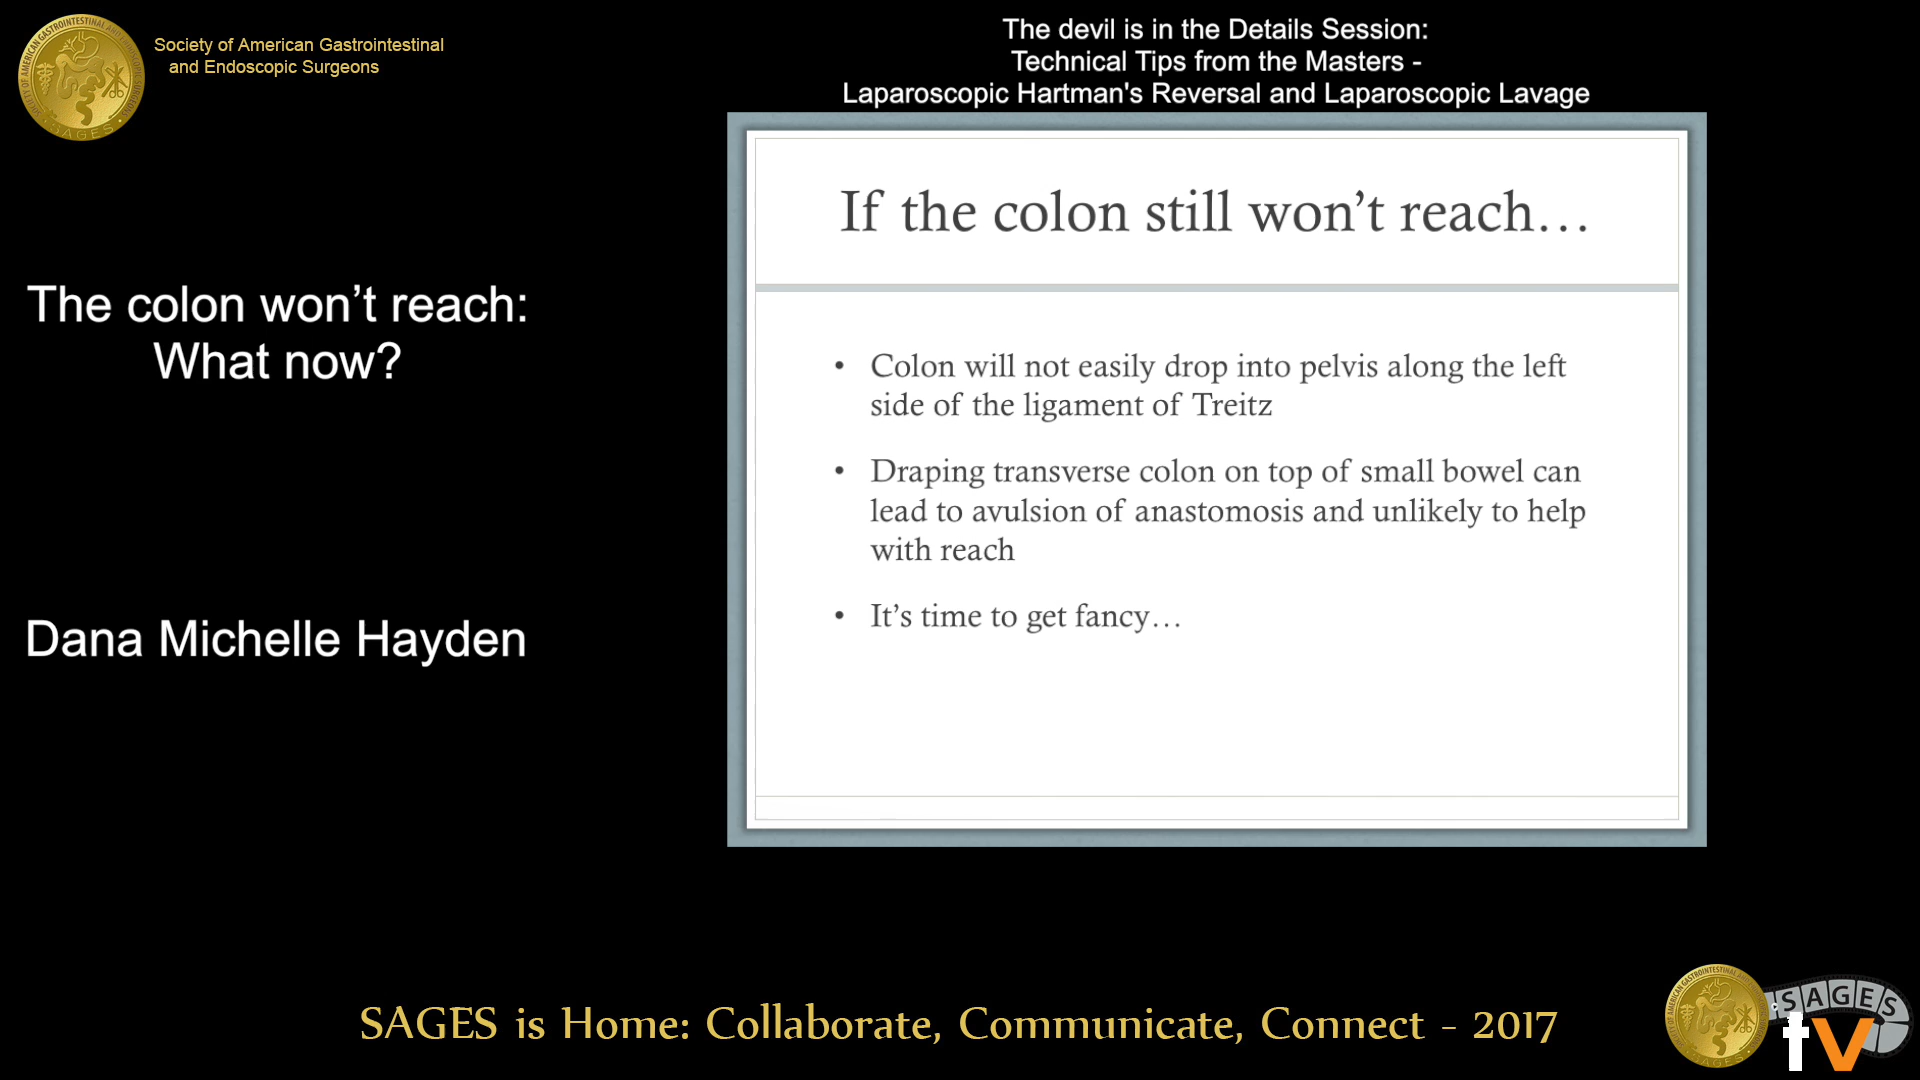 Society of American Gastrointestinal
and Endoscopic Surgeons
The devil is in the Details Session:
Technical Tips from the Masters -
Laparoscopic Hartman's Reversal and Laparoscopic Lavage
The colon won’t reach:
What now?
Dana Michelle Hayden
If the colon still won’t reach…
• Colon will not easily drop into pelvis along the left
side of the ligament of Treitz
• Draping transverse colon on top of small bowel can
lead to avulsion of anastomosis and unlikely to help
with reach
• It’s time to get fancy…
SAGES is Home: Collaborate, Communicate, Connect - 2017
SAGES
tv